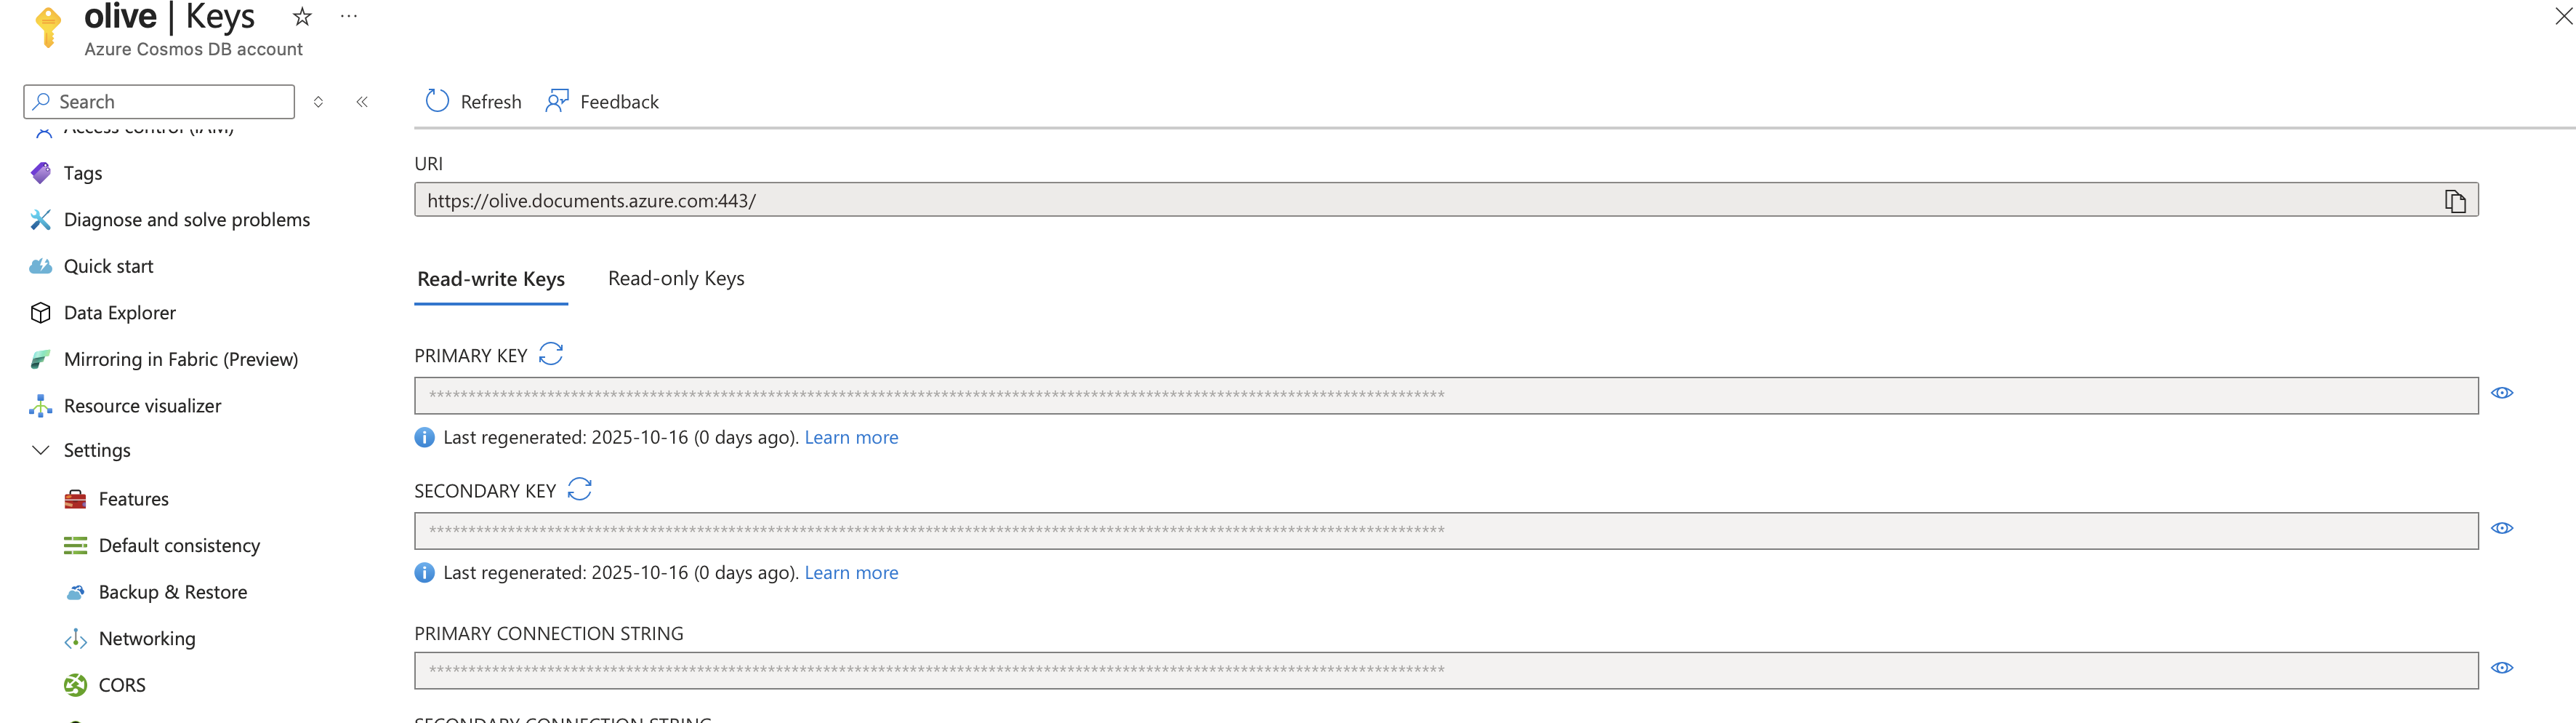 olive | Keys
Azure Cosmos DB account
Search
Refresh
Feedback
Access control (IAM)
Tags
Diagnose and solve problems
Quick start
Data Explorer
Mirroring in Fabric (Preview)
Resource visualizer
Settings
Features
Default consistency
Backup & Restore
Networking
CORS
URI
https://olive.documents.azure.com:443/
Read-write Keys
Read-only Keys
PRIMARY KEY
Last regenerated: 2025-10-16 (0 days ago). Learn more
SECONDARY KEY
Last regenerated: 2025-10-16 (0 days ago). Learn more
PRIMARY CONNECTION STRING
SECONDARY CONNECTION STRING